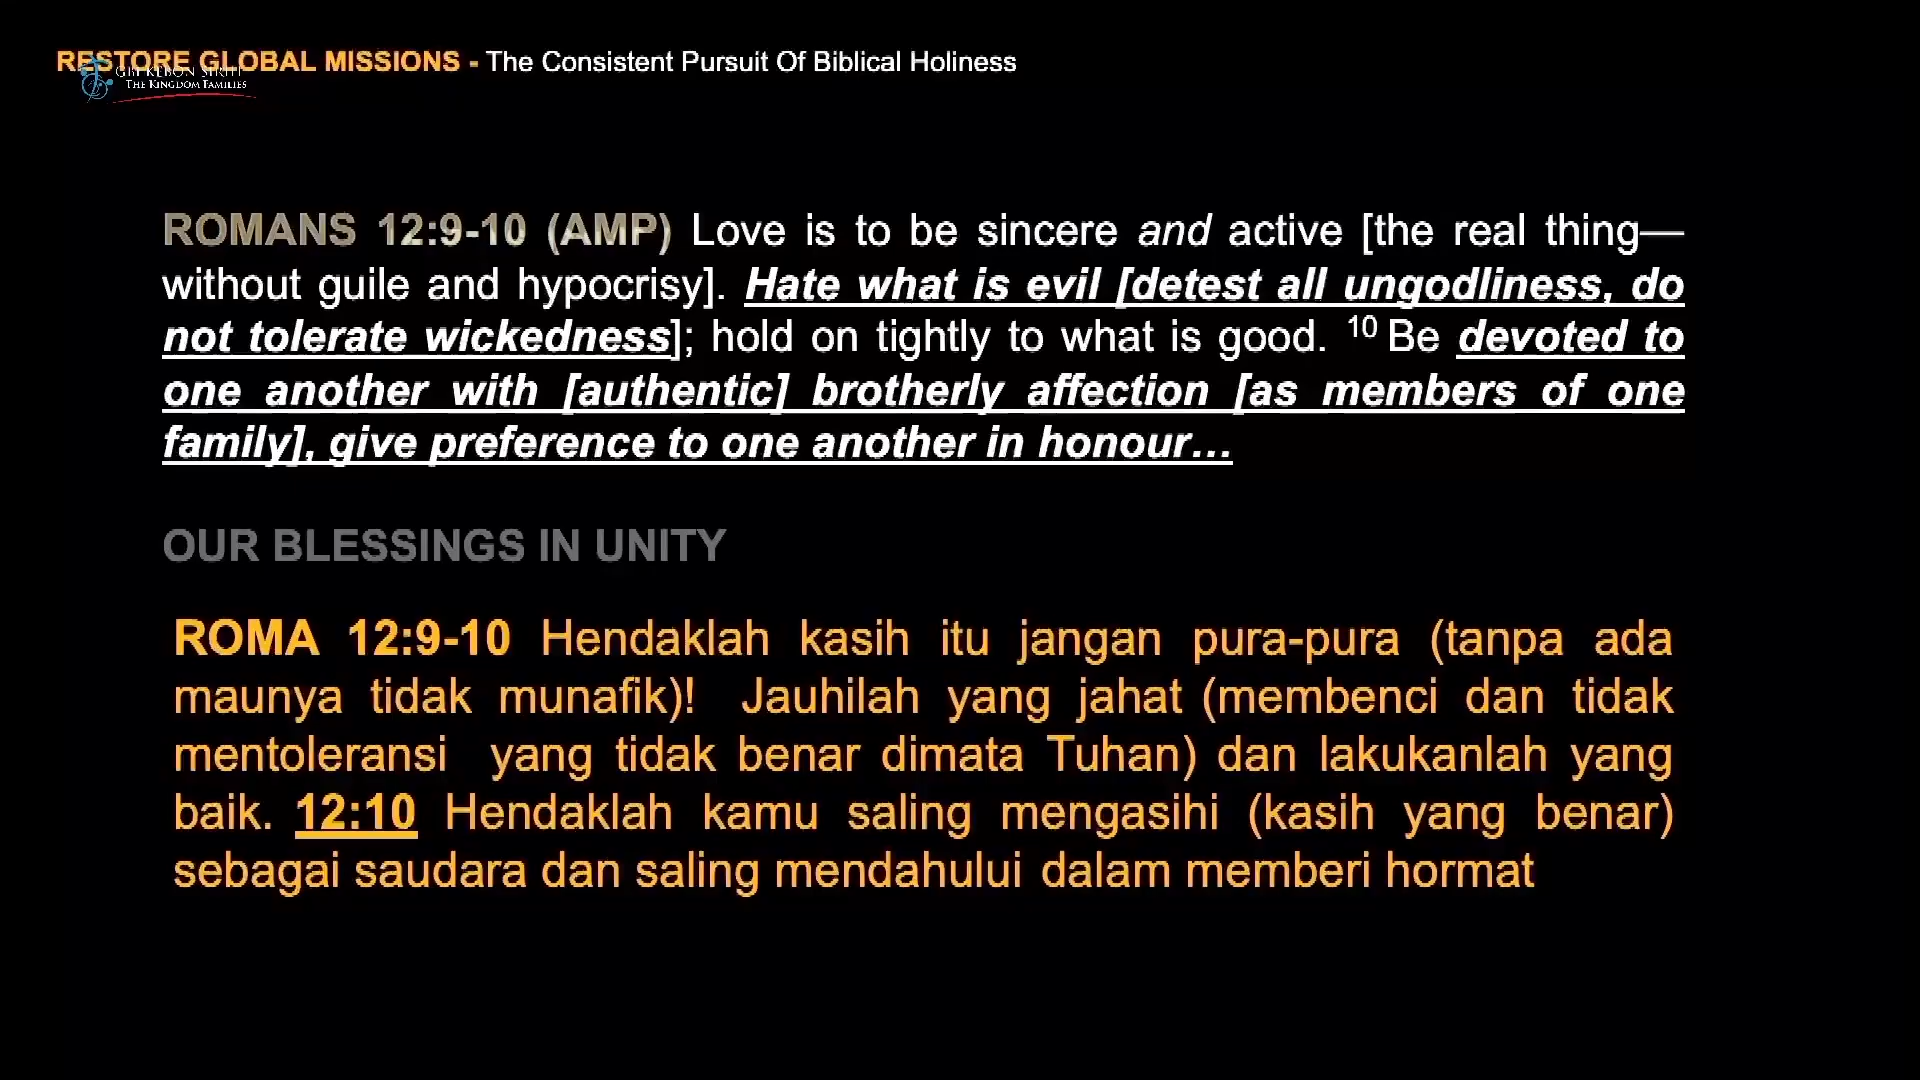 RESTORE GLOBAL MISSIONS - The Consistent Pursuit Of Biblical Holiness
GBI KEBON SIRIH
THE KINGDOM FAMILIES
ROMANS 12:9-10 (AMP) Love is to be sincere and active [the real thing—
without guile and hypocrisy]. Hate what is evil [detest all ungodliness, do
not tolerate wickedness]; hold on tightly to what is good. 10 Be devoted to
one another with [authentic] brotherly affection [as members of one
family], give preference to one another in honour...
OUR BLESSINGS IN UNITY
ROMA 12:9-10 Hendaklah kasih itu jangan pura-pura (tanpa ada
maunya tidak munafik)! Jauhilah yang jahat (membenci dan tidak
mentoleransi yang tidak benar dimata Tuhan) dan lakukanlah yang
baik. 12:10 Hendaklah kamu saling mengasihi (kasih yang benar)
sebagai saudara dan saling mendahului dalam memberi hormat